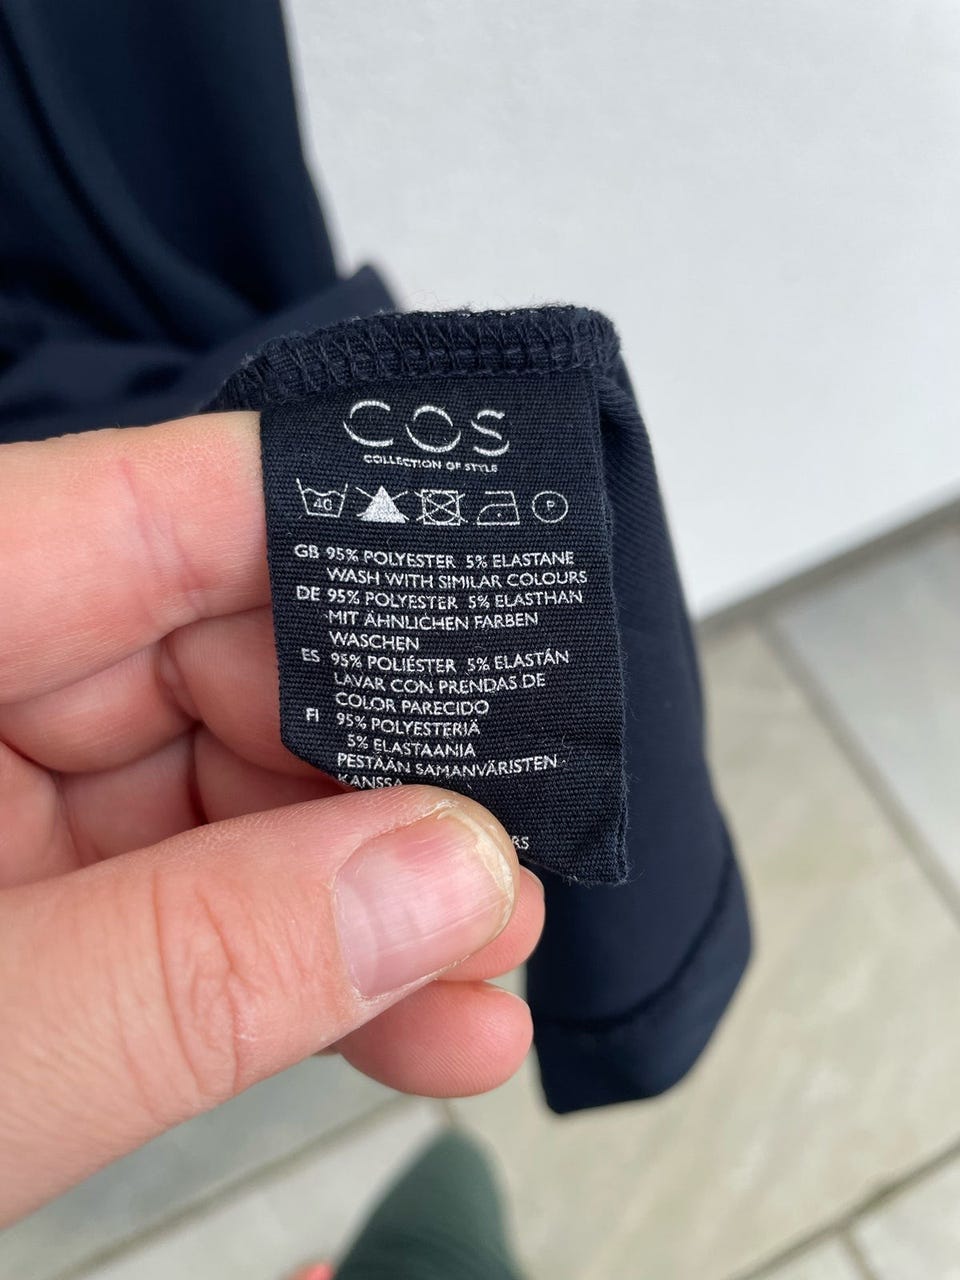 COS
COLLECTION OF STYLE
40 P
GB 95% POLYESTER 5% ELASTANE
WASH WITH SIMILAR COLOURS
DE 95% POLYESTER 5% ELASTHAN
MIT ÄHNLICHEN FARBEN
WASCHEN
ES 95% POLIÉSTER 5% ELASTÁN
LAVAR CON PRENDAS DE
COLOR PARECIDO
FI 95% POLYESTERIÄ
5% ELASTAANIA
PESTÄÄN SAMANVÄRISTEN
KANSSA